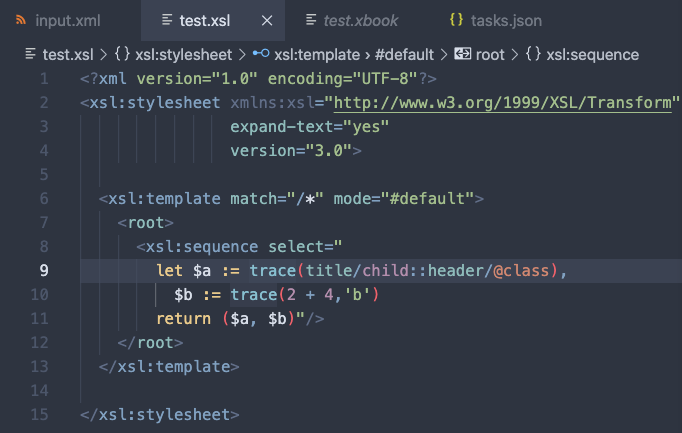 input.xml test.xsl test.xbook tasks.json
test.xsl › {} xsl:stylesheet › xsl:template › #default › root › {} xsl:sequence
1 <?xml version="1.0" encoding="UTF-8"?>
2 <xsl:stylesheet xmlns:xsl="http://www.w3.org/1999/XSL/Transform"
3 expand-text="yes"
4 version="3.0">
5
6 <xsl:template match="/*" mode="#default">
7 <root>
8 <xsl:sequence select="
9 let $a := trace(title/child::header/@class),
10 $b := trace(2 + 4,'b')
11 return ($a, $b)"/>
12 </root>
13 </xsl:template>
14
15 </xsl:stylesheet>